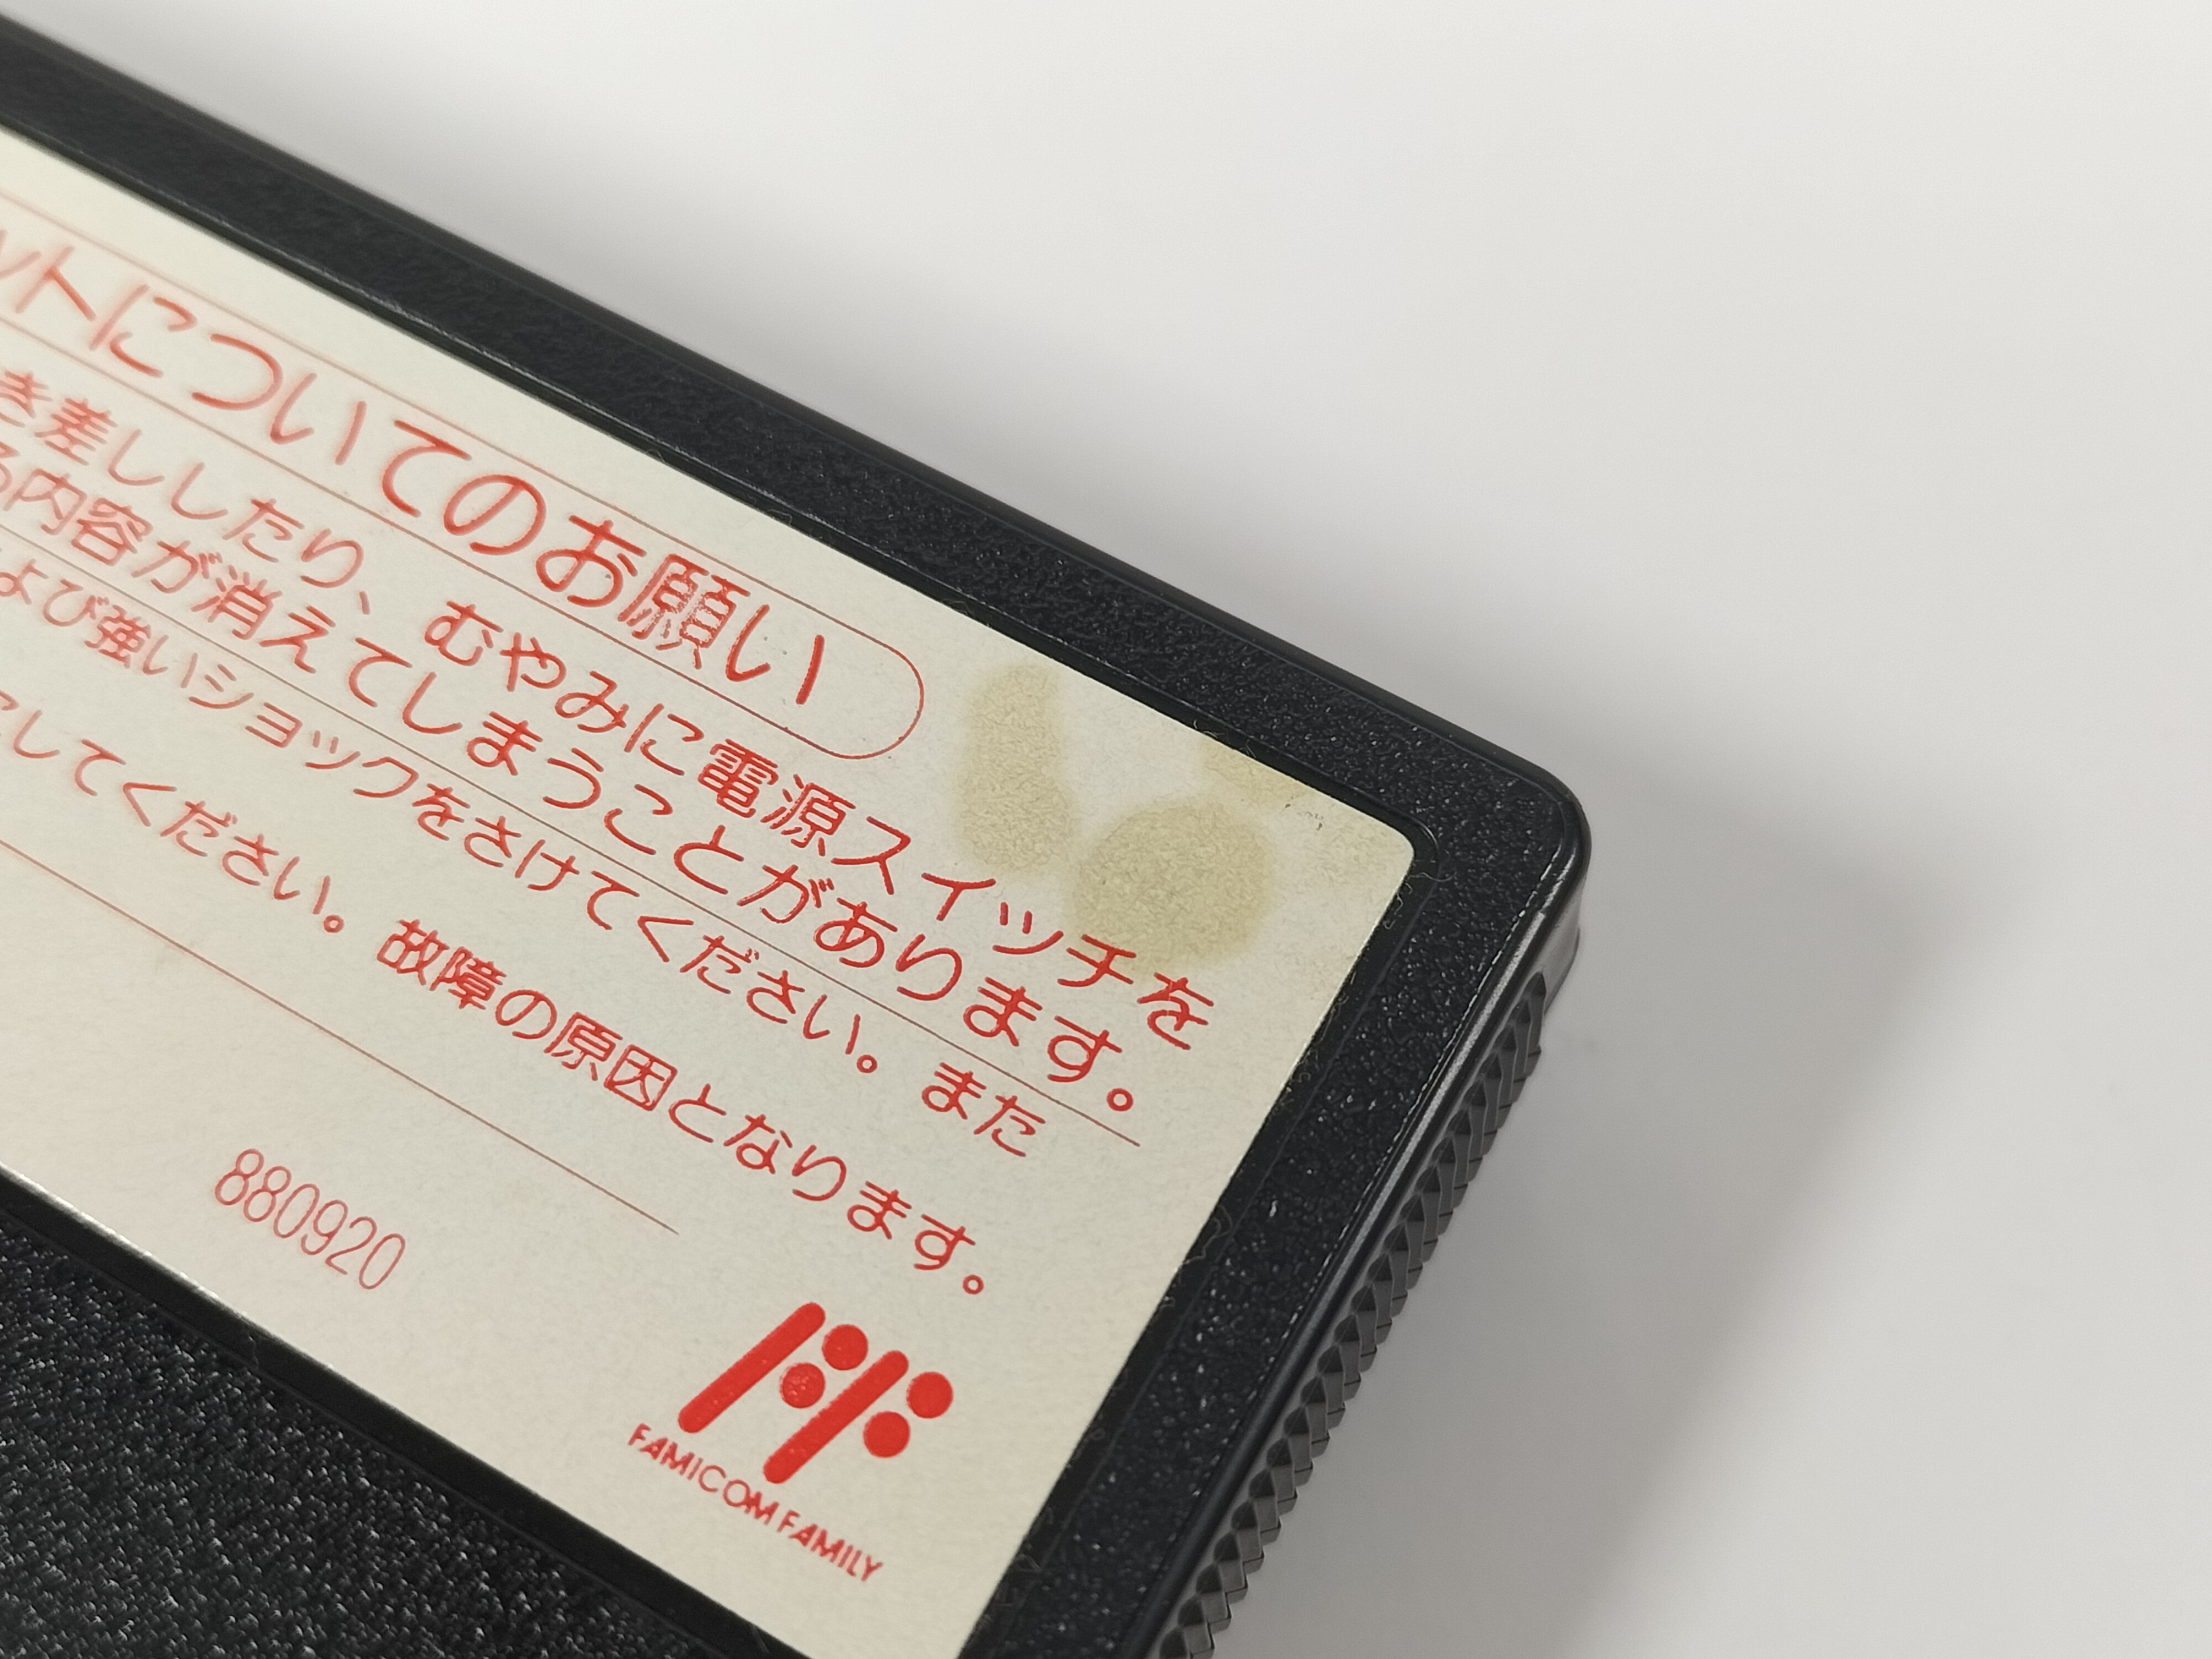 ットについてのお願い
き差ししたり、むやみに電源スイッチを
る内容が消えてしまうことがあります。
よび強いショックをさけてください。また
にしてください。故障の原因となります。
880920
FAMICOM FAMILY